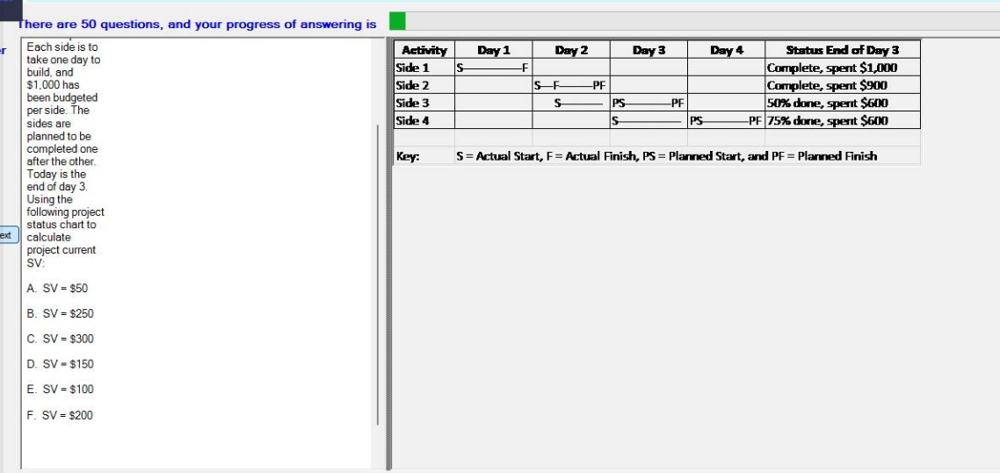 There are 50 questions, and your progress of answering is
Each side is to
take one day to
build, and
$1,000 has
been budgeted
per side. The
sides are
planned to be
completed one
after the other.
Today is the
end of day 3.
Using the
following project
status chart to
calculate
project current
SV:
A. SV = $50
B. SV = $250
C. SV = $300
D. SV = $150
E. SV = $100
F. SV = $200
Activity Day 1 Day 2 Day 3 Day 4 Status End of Day 3
Side 1 S F Complete, spent $1,000
Side 2 S F PF Complete, spent $900
Side 3 S PS PF 50% done, spent $600
Side 4 S PS PF 75% done, spent $600
Key: S = Actual Start, F = Actual Finish, PS = Planned Start, and PF = Planned Finish